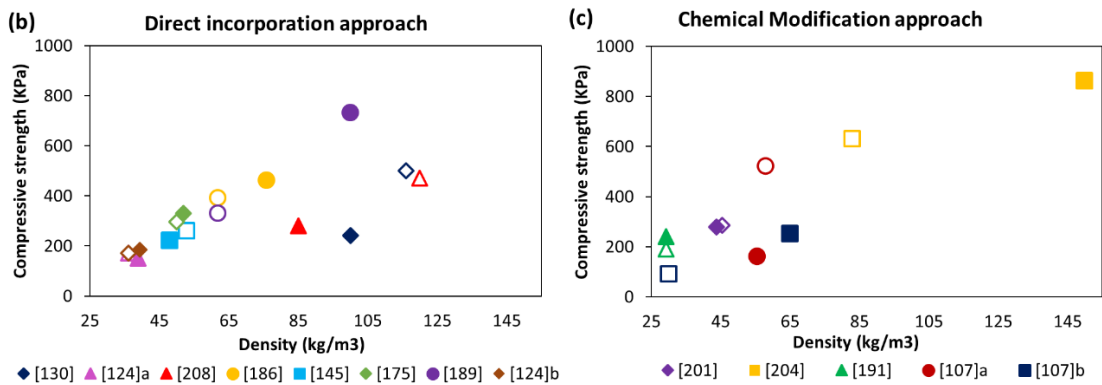 (b) Direct incorporation approach
Compressive strength (KPa)
1000
800
600
400
200
0
25 45 65 85 105 125 145
Density (kg/m3)
[130] [124]a [208] [186] [145] [175] [189] [124]b
(c) Chemical Modification approach
Compressive strength (KPa)
1000
800
600
400
200
0
25 45 65 85 105 125 145
Density (kg/m3)
[201] [204] [191] [107]a [107]b